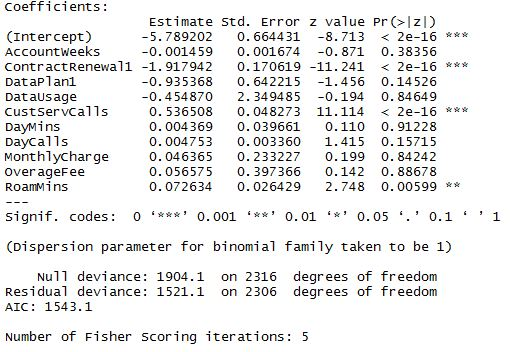 Coefficients:
                   Estimate Std. Error z value Pr(>|z|)
(Intercept)       -5.789202   0.664431  -8.713  < 2e-16 ***
AccountWeeks      -0.001459   0.001674  -0.871  0.38356
ContractRenewal1  -1.917942   0.170619 -11.241  < 2e-16 ***
DataPlan1         -0.935368   0.642215  -1.456  0.14526
DataUsage         -0.454870   2.349485  -0.194  0.84649
CustServCalls      0.536508   0.048273  11.114  < 2e-16 ***
DayMins            0.004369   0.039661   0.110  0.91228
DayCalls           0.004753   0.003360   1.415  0.15715
MonthlyCharge      0.046365   0.233227   0.199  0.84242
OverageFee         0.056575   0.397366   0.142  0.88678
RoamMins           0.072634   0.026429   2.748  0.00599 **
---
Signif. codes:  0 ‘***’ 0.001 ‘**’ 0.01 ‘*’ 0.05 ‘.’ 0.1 ‘ ’ 1
(Dispersion parameter for binomial family taken to be 1)
    Null deviance: 1904.1  on 2316  degrees of freedom
Residual deviance: 1521.1  on 2306  degrees of freedom
AIC: 1543.1
Number of Fisher Scoring iterations: 5